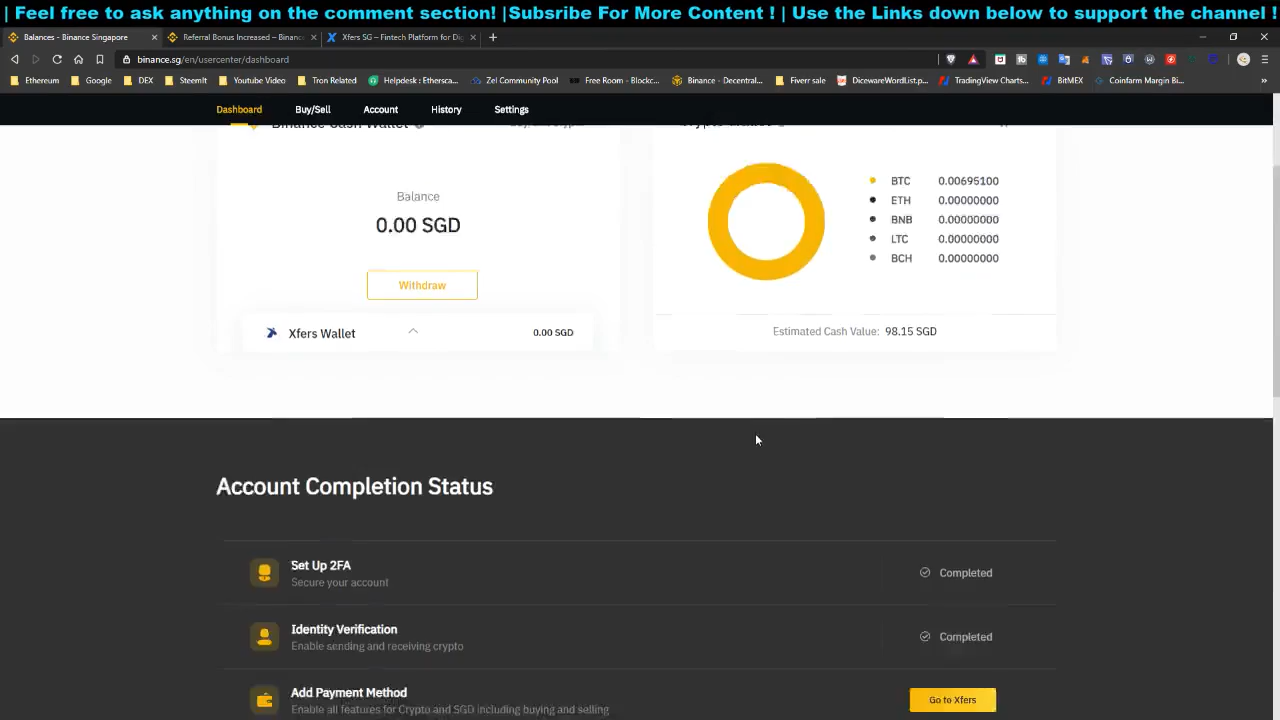 | Feel free to ask anything on the comment section! |Subsribe For More Content ! | Use the Links down below to support the channel !
Balances - Binance Singapore
Referral Bonus Increased – Binanc
Xfers SG – Fintech Platform for Dig
binance.sg/en/usercenter/dashboard
Ethereum
Google
DEX
SteemIt
Youtube Video
Tron Related
Helpdesk : Ethersca...
Zel Community Pool
Free Room - Blockc...
Binance - Decentral...
Fiverr sale
DicewareWordList.p...
TradingView Charts...
BitMEX
Coinfarm Margin Bi...
»
Dashboard
Buy/Sell
Account
History
Settings
Binance Cash Wallet
Balance
0.00 SGD
Withdraw
Xfers Wallet
0.00 SGD
BTC 0.00695100
ETH 0.00000000
BNB 0.00000000
LTC 0.00000000
BCH 0.00000000
Estimated Cash Value: 98.15 SGD
Account Completion Status
Set Up 2FA
Secure your account
Completed
Identity Verification
Enable sending and receiving crypto
Completed
Add Payment Method
Enable all features for Crypto and SGD including buying and selling
Go to Xfers